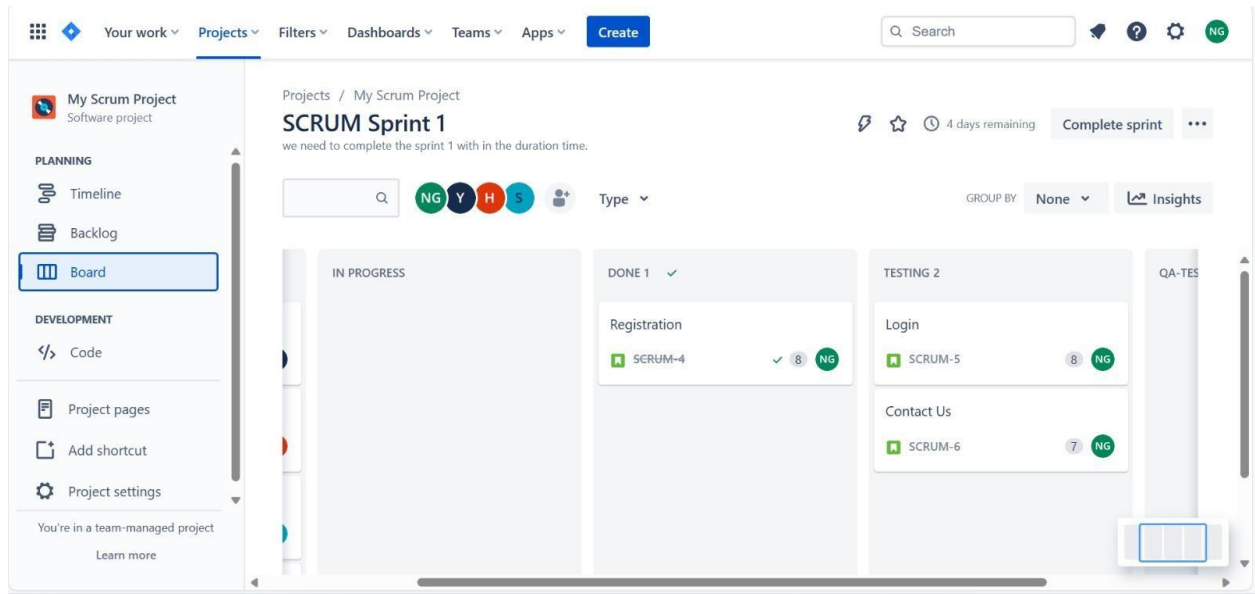 Your work Projects Filters Dashboards Teams Apps Create Search NG
My Scrum Project
Software project
PLANNING
Timeline
Backlog
Board
DEVELOPMENT
Code
Project pages
Add shortcut
Project settings
You're in a team-managed project
Learn more
Projects / My Scrum Project
SCRUM Sprint 1
4 days remaining Complete sprint
we need to complete the sprint 1 with in the duration time.
NG Y H S Type GROUP BY None Insights
IN PROGRESS DONE 1 TESTING 2 QA-TES
Registration
SCRUM-4 8 NG
Login
SCRUM-5 8 NG
Contact Us
SCRUM-6 7 NG